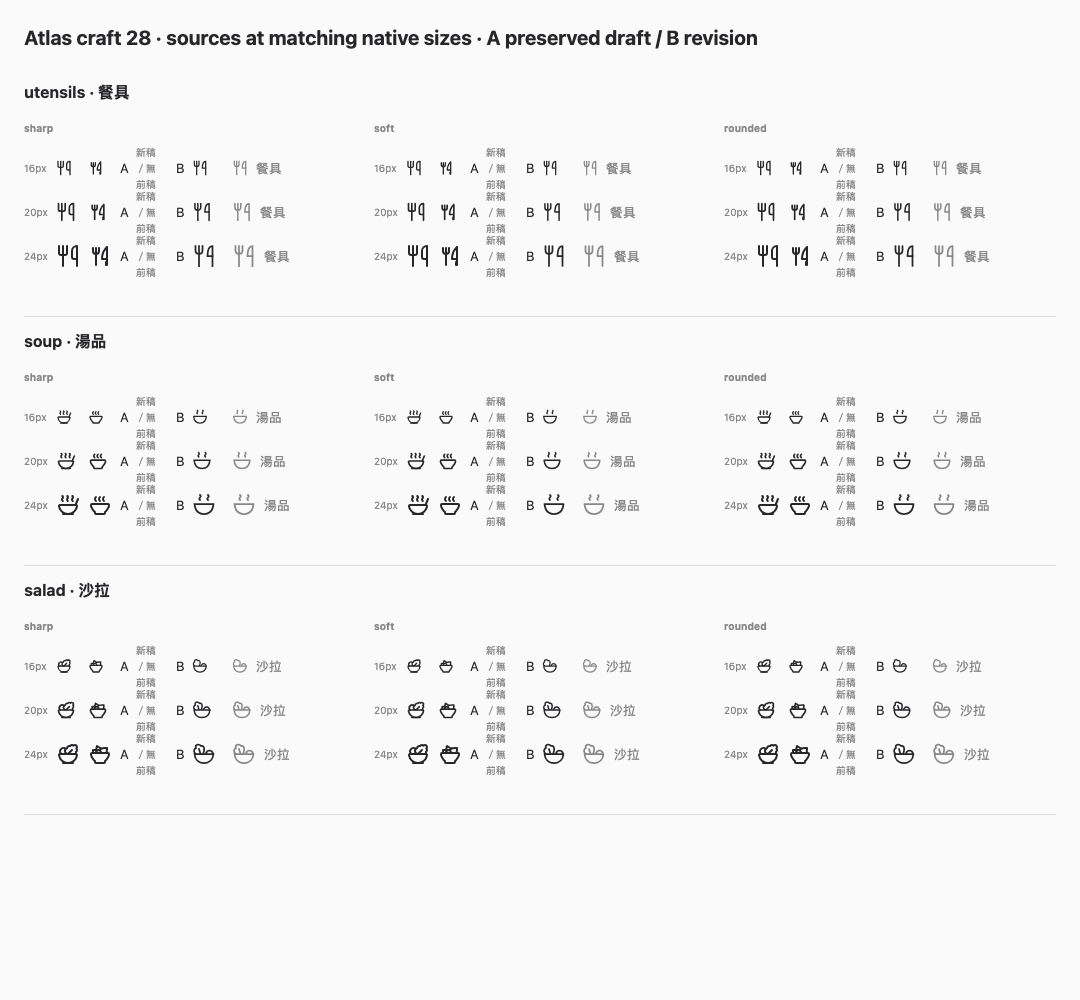 Atlas craft 28 · sources at matching native sizes · A preserved draft / B revision
utensils · 餐具
sharp
soft
rounded
16px A 新稿 / 無前稿 B 餐具
16px A 新稿 / 無前稿 B 餐具
16px A 新稿 / 無前稿 B 餐具
20px A 新稿 / 無前稿 B 餐具
20px A 新稿 / 無前稿 B 餐具
20px A 新稿 / 無前稿 B 餐具
24px A 新稿 / 無前稿 B 餐具
24px A 新稿 / 無前稿 B 餐具
24px A 新稿 / 無前稿 B 餐具
soup · 湯品
sharp
soft
rounded
16px A 新稿 / 無前稿 B 湯品
16px A 新稿 / 無前稿 B 湯品
16px A 新稿 / 無前稿 B 湯品
20px A 新稿 / 無前稿 B 湯品
20px A 新稿 / 無前稿 B 湯品
20px A 新稿 / 無前稿 B 湯品
24px A 新稿 / 無前稿 B 湯品
24px A 新稿 / 無前稿 B 湯品
24px A 新稿 / 無前稿 B 湯品
salad · 沙拉
sharp
soft
rounded
16px A 新稿 / 無前稿 B 沙拉
16px A 新稿 / 無前稿 B 沙拉
16px A 新稿 / 無前稿 B 沙拉
20px A 新稿 / 無前稿 B 沙拉
20px A 新稿 / 無前稿 B 沙拉
20px A 新稿 / 無前稿 B 沙拉
24px A 新稿 / 無前稿 B 沙拉
24px A 新稿 / 無前稿 B 沙拉
24px A 新稿 / 無前稿 B 沙拉